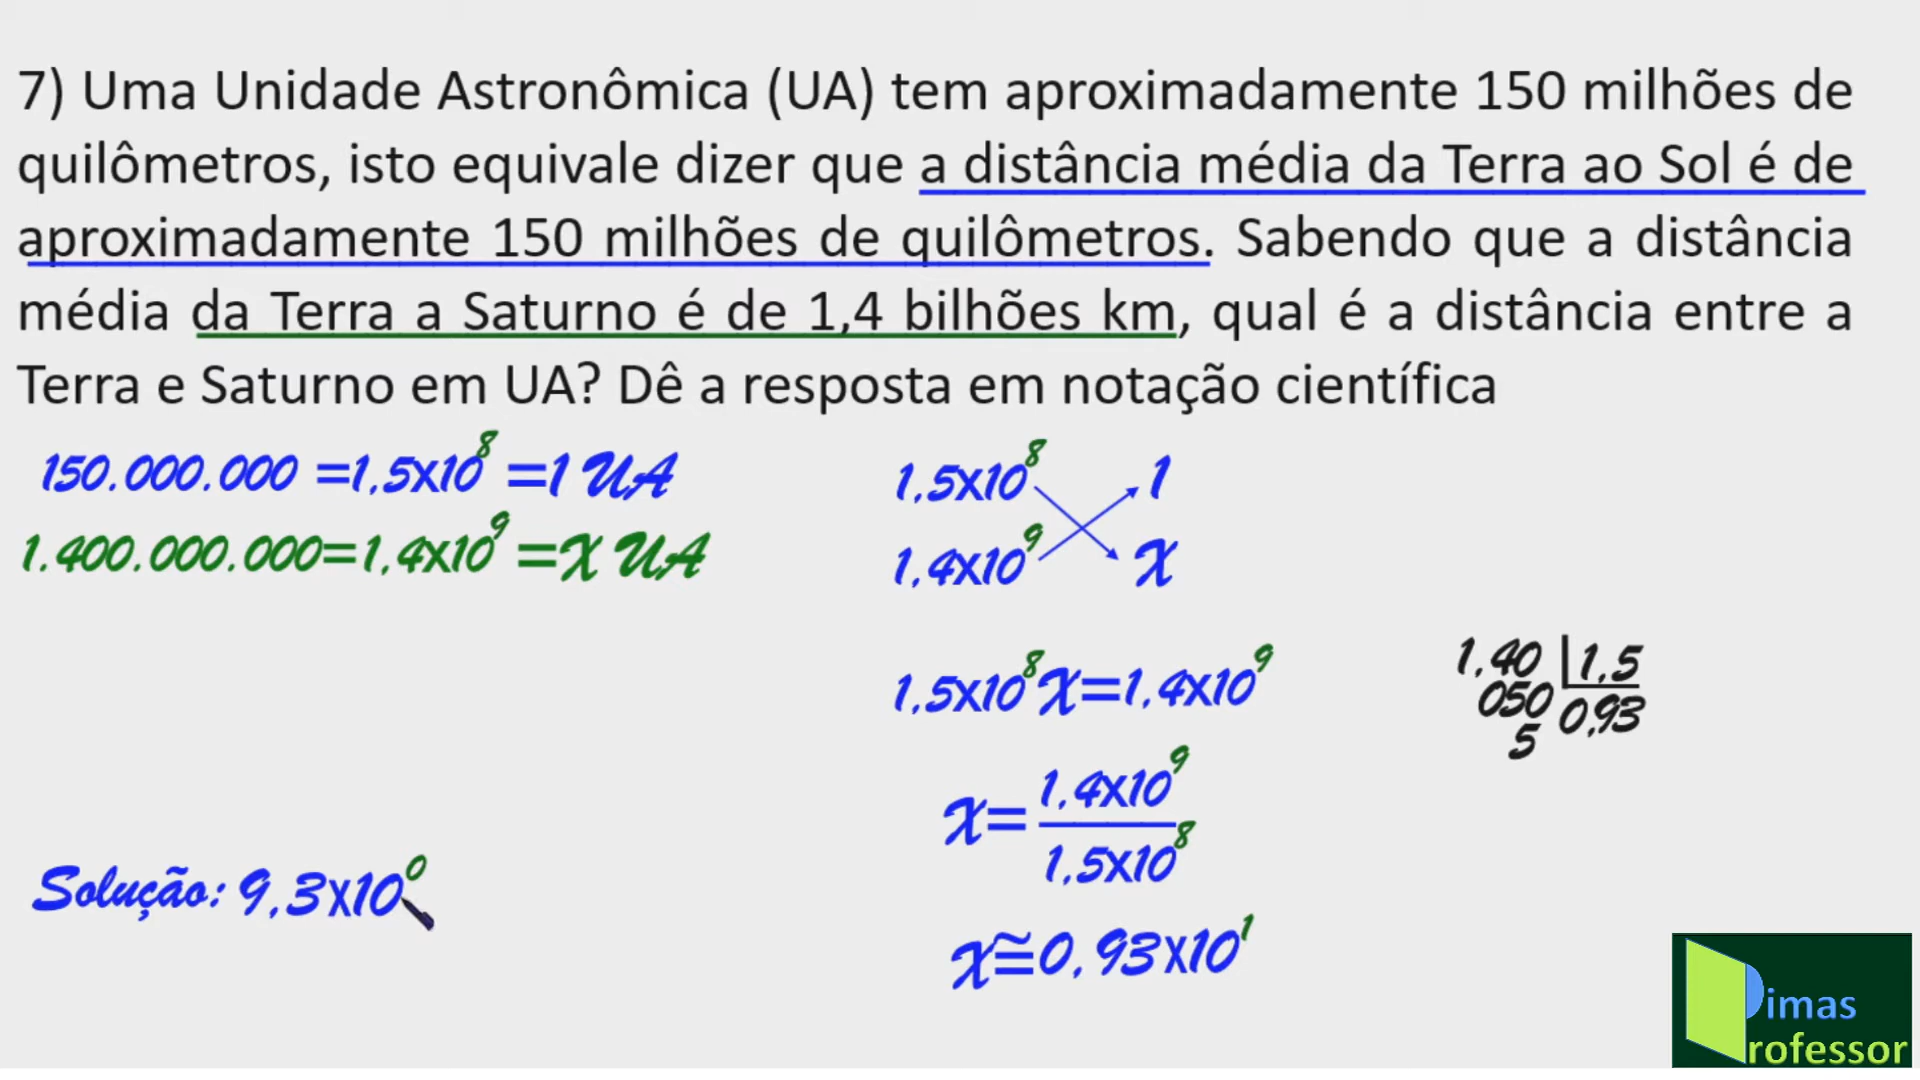 7) Uma Unidade Astronômica (UA) tem aproximadamente 150 milhões de
quilômetros, isto equivale dizer que a distância média da Terra ao Sol é de
aproximadamente 150 milhões de quilômetros. Sabendo que a distância
média da Terra a Saturno é de 1,4 bilhões km, qual é a distância entre a
Terra e Saturno em UA? Dê a resposta em notação científica
150.000.000 =1,5x10⁸ =1 UA
1.400.000.000=1,4x10⁹ =X UA
1,5x10⁸ 1
1,4x10⁹ X
1,5x10⁸X=1,4x10⁹
X= 1,4x10⁹
1,5x10⁸
X≅0,93x10¹
1,40 1,5
050 0,93
5
Solução: 9,3x10⁰
Dimas
Professor